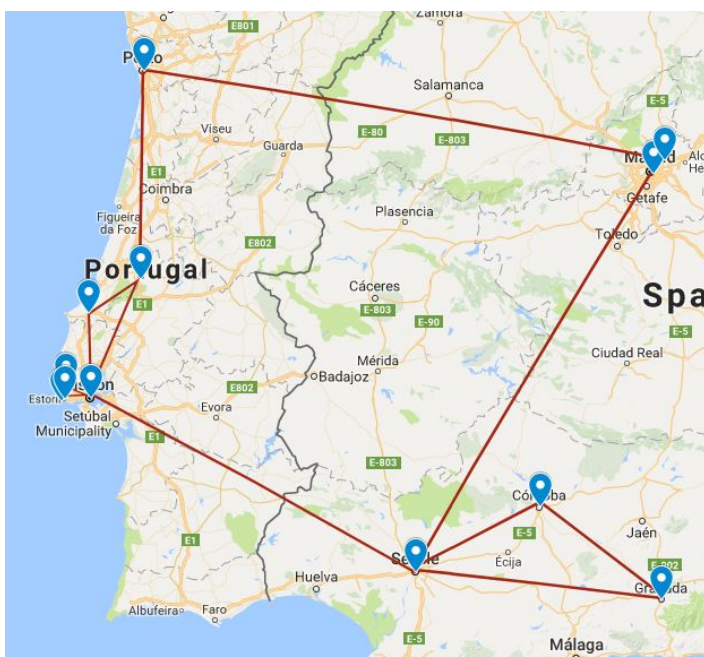 Zamora
E801
Porto
Salamanca
E-5
E-80
E-803
Viseu
Guarda
Madrid
Getafe
E1
Coimbra
Plasencia
Toledo
Figueira
da Foz
E802
Portugal
E1
Cáceres
E-803
E-90
Spa
E-5
Ciudad Real
Mérida
Badajoz
Lisbon
E802
Setúbal
Municipality
Evora
E1
E-803
Córdoba
Jaén
E-5
Écija
E-902
Seville
Huelva
Granada
Albufeira
Faro
E-5
Málaga